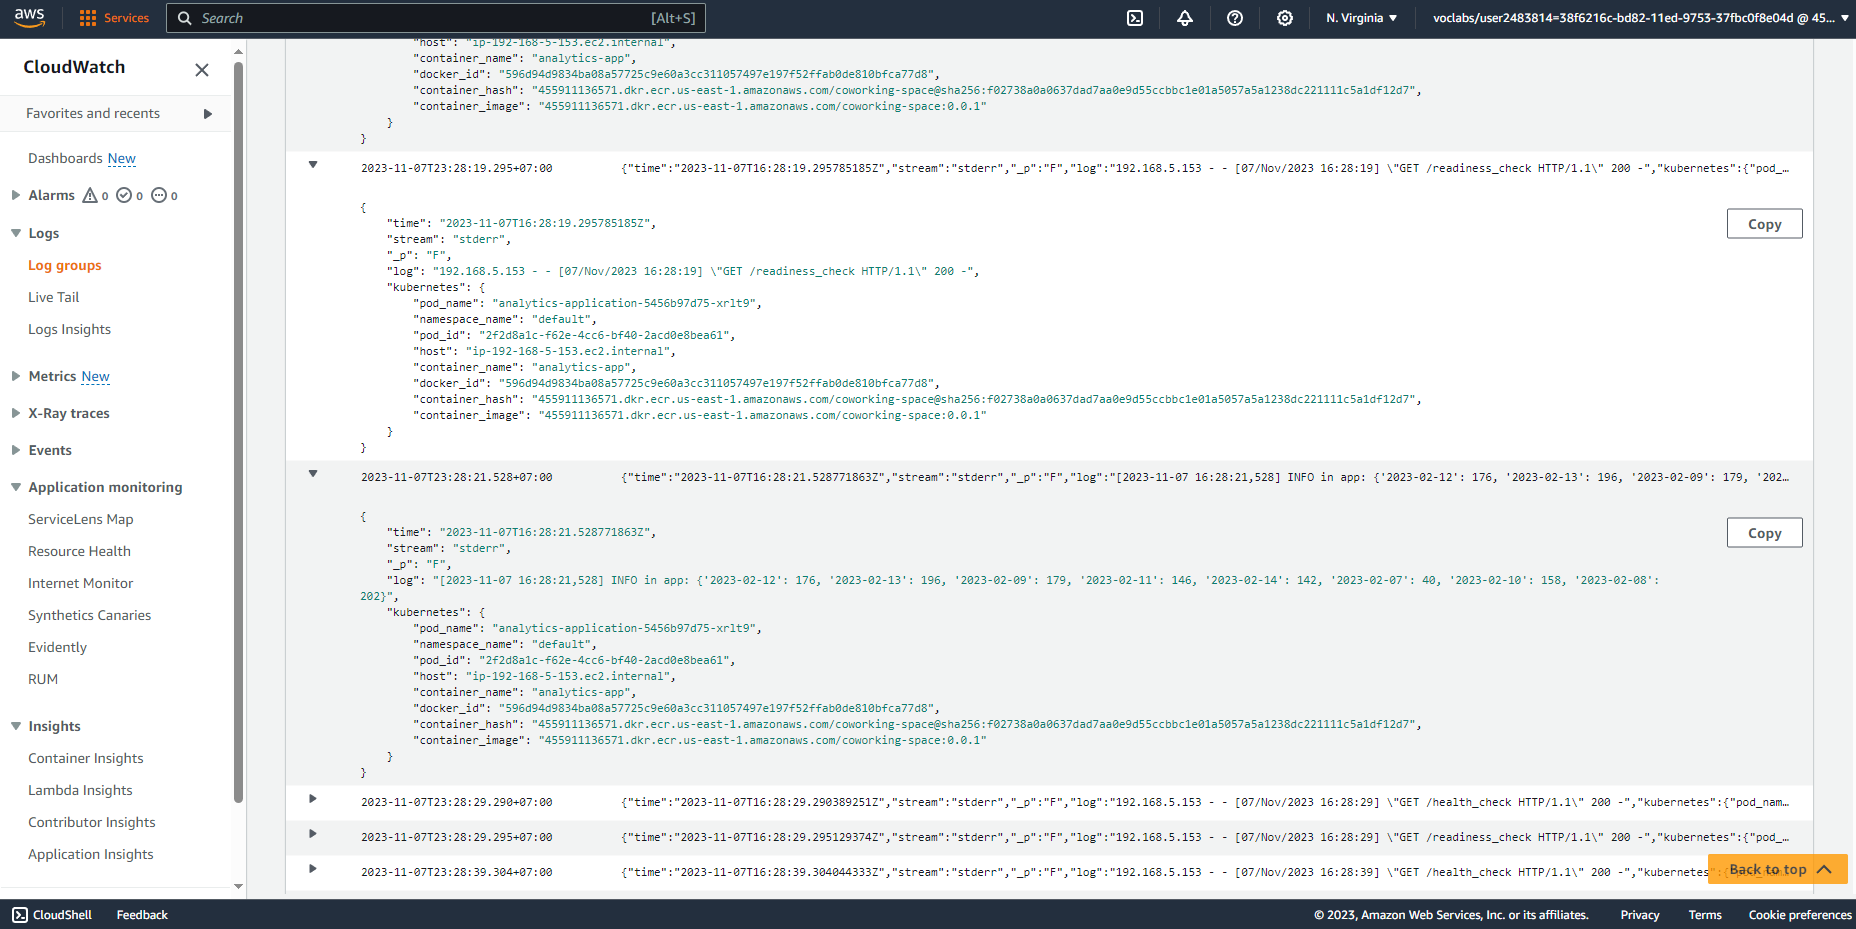 aws
Services
Search
[Alt+S]
N. Virginia
voclabs/user2483814=38f6216c-bd82-11ed-9753-37fbc0f8e04d @ 45...
CloudWatch
Favorites and recents
Dashboards New
Alarms 0 0 0
Logs
Log groups
Live Tail
Logs Insights
Metrics New
X-Ray traces
Events
Application monitoring
ServiceLens Map
Resource Health
Internet Monitor
Synthetics Canaries
Evidently
RUM
Insights
Container Insights
Lambda Insights
Contributor Insights
Application Insights
"host": "ip-192-168-5-153.ec2.internal",
"container_name": "analytics-app",
"docker_id": "596d94d9834ba08a57725c9e60a3cc311057497e197f52ffab0de810bfca77d8",
"container_hash": "455911136571.dkr.ecr.us-east-1.amazonaws.com/coworking-space@sha256:f02738a0a0637dad7aa0e9d55ccbbc1e01a5057a5a1238dc221111c5a1df12d7",
"container_image": "455911136571.dkr.ecr.us-east-1.amazonaws.com/coworking-space:0.0.1"
}
}
2023-11-07T23:28:19.295+07:00 {"time":"2023-11-07T16:28:19.295785185Z","stream":"stderr","_p":"F","log":"192.168.5.153 - - [07/Nov/2023 16:28:19] \"GET /readiness_check HTTP/1.1\" 200 -","kubernetes":{"pod_…
{
"time": "2023-11-07T16:28:19.295785185Z",
"stream": "stderr",
"_p": "F",
"log": "192.168.5.153 - - [07/Nov/2023 16:28:19] \"GET /readiness_check HTTP/1.1\" 200 -",
"kubernetes": {
"pod_name": "analytics-application-5456b97d75-xrlt9",
"namespace_name": "default",
"pod_id": "2f2d8a1c-f62e-4cc6-bf40-2acd0e8bea61",
"host": "ip-192-168-5-153.ec2.internal",
"container_name": "analytics-app",
"docker_id": "596d94d9834ba08a57725c9e60a3cc311057497e197f52ffab0de810bfca77d8",
"container_hash": "455911136571.dkr.ecr.us-east-1.amazonaws.com/coworking-space@sha256:f02738a0a0637dad7aa0e9d55ccbbc1e01a5057a5a1238dc221111c5a1df12d7",
"container_image": "455911136571.dkr.ecr.us-east-1.amazonaws.com/coworking-space:0.0.1"
}
}
Copy
2023-11-07T23:28:21.528+07:00 {"time":"2023-11-07T16:28:21.528771863Z","stream":"stderr","_p":"F","log":"[2023-11-07 16:28:21,528] INFO in app: {'2023-02-12': 176, '2023-02-13': 196, '2023-02-09': 179, '202…
{
"time": "2023-11-07T16:28:21.528771863Z",
"stream": "stderr",
"_p": "F",
"log": "[2023-11-07 16:28:21,528] INFO in app: {'2023-02-12': 176, '2023-02-13': 196, '2023-02-09': 179, '2023-02-11': 146, '2023-02-14': 142, '2023-02-07': 40, '2023-02-10': 158, '2023-02-08':
202}",
"kubernetes": {
"pod_name": "analytics-application-5456b97d75-xrlt9",
"namespace_name": "default",
"pod_id": "2f2d8a1c-f62e-4cc6-bf40-2acd0e8bea61",
"host": "ip-192-168-5-153.ec2.internal",
"container_name": "analytics-app",
"docker_id": "596d94d9834ba08a57725c9e60a3cc311057497e197f52ffab0de810bfca77d8",
"container_hash": "455911136571.dkr.ecr.us-east-1.amazonaws.com/coworking-space@sha256:f02738a0a0637dad7aa0e9d55ccbbc1e01a5057a5a1238dc221111c5a1df12d7",
"container_image": "455911136571.dkr.ecr.us-east-1.amazonaws.com/coworking-space:0.0.1"
}
}
Copy
2023-11-07T23:28:29.290+07:00 {"time":"2023-11-07T16:28:29.290389251Z","stream":"stderr","_p":"F","log":"192.168.5.153 - - [07/Nov/2023 16:28:29] \"GET /health_check HTTP/1.1\" 200 -","kubernetes":{"pod_nam…
2023-11-07T23:28:29.295+07:00 {"time":"2023-11-07T16:28:29.295129374Z","stream":"stderr","_p":"F","log":"192.168.5.153 - - [07/Nov/2023 16:28:29] \"GET /readiness_check HTTP/1.1\" 200 -","kubernetes":{"pod_…
2023-11-07T23:28:39.304+07:00 {"time":"2023-11-07T16:28:39.304044333Z","stream":"stderr","_p":"F","log":"192.168.5.153 - - [07/Nov/2023 16:28:39] \"GET /health_check HTTP/1.1\" 200 -","kubernetes":
Back to top
CloudShell
Feedback
© 2023, Amazon Web Services, Inc. or its affiliates.
Privacy
Terms
Cookie preferences